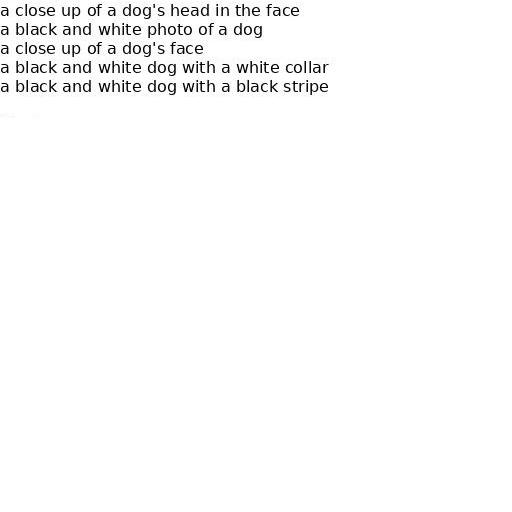 a close up of a dog's head in the face
a black and white photo of a dog
a close up of a dog's face
a black and white dog with a white collar
a black and white dog with a black stripe